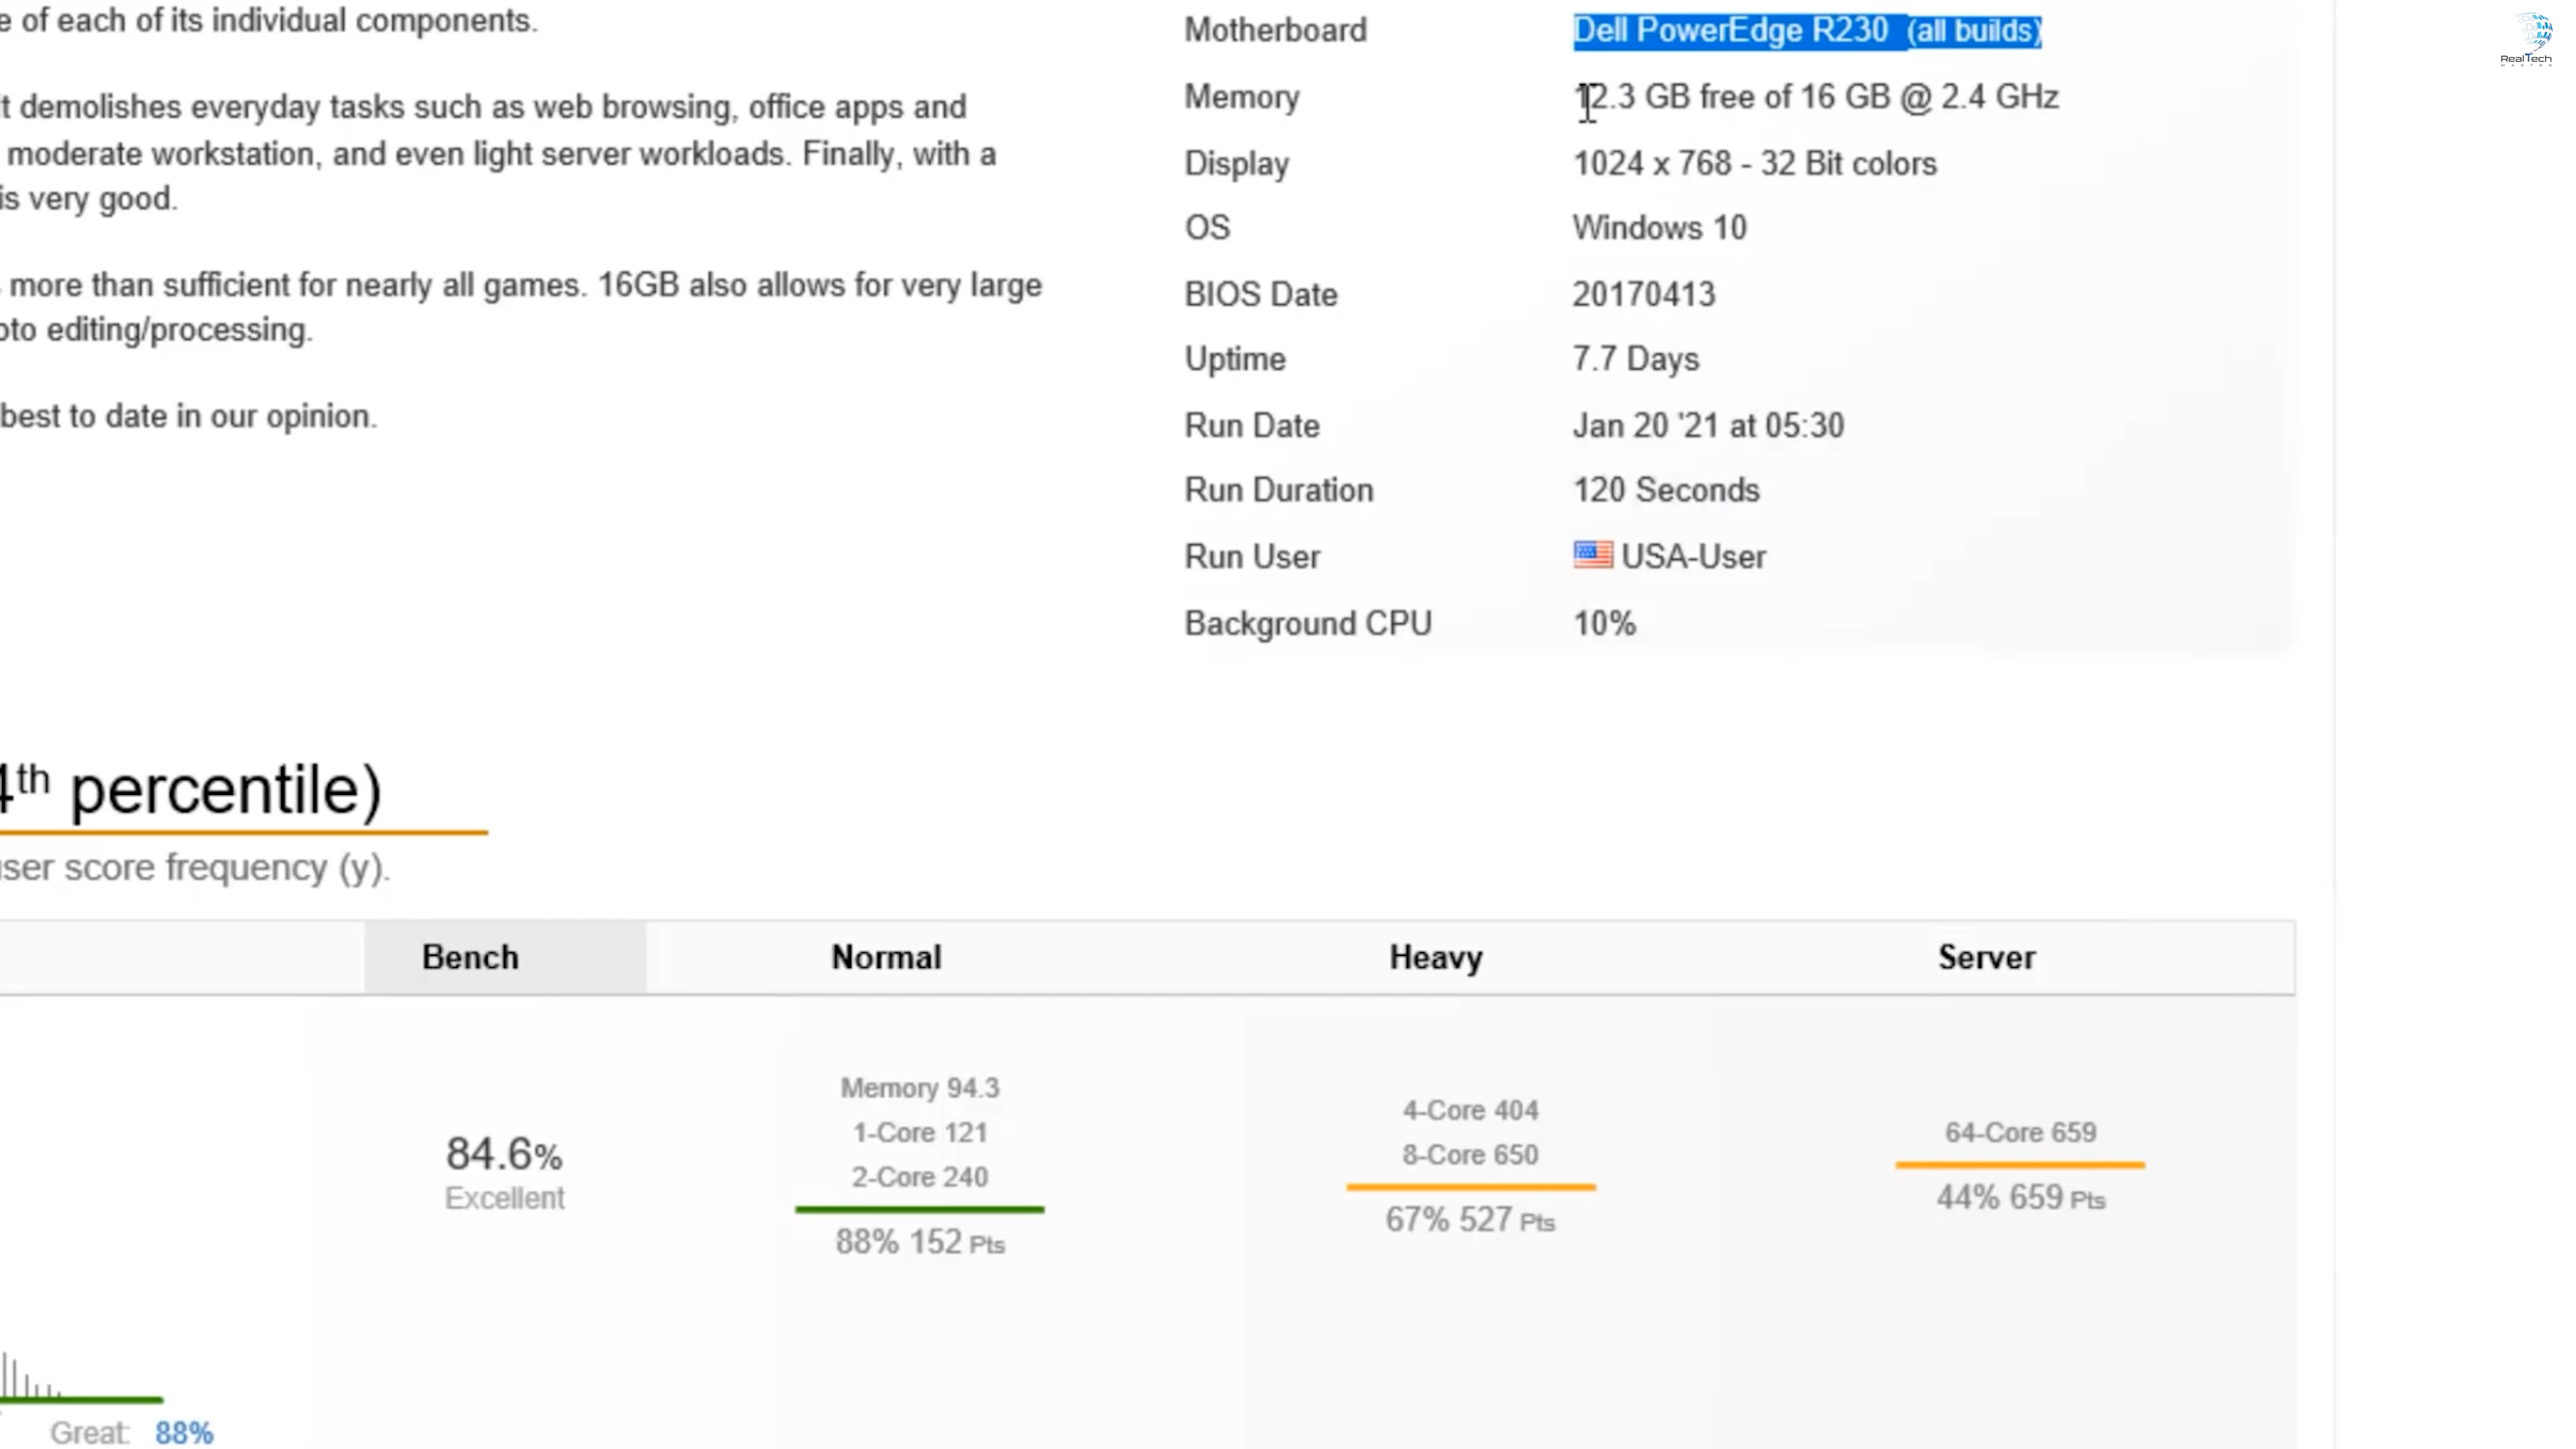 e of each of its individual components.
t demolishes everyday tasks such as web browsing, office apps and
moderate workstation, and even light server workloads. Finally, with a
is very good.
more than sufficient for nearly all games. 16GB also allows for very large
oto editing/processing.
best to date in our opinion.
Motherboard Dell PowerEdge R230 (all builds)
Memory 12.3 GB free of 16 GB @ 2.4 GHz
Display 1024 x 768 - 32 Bit colors
OS Windows 10
BIOS Date 20170413
Uptime 7.7 Days
Run Date Jan 20 '21 at 05:30
Run Duration 120 Seconds
Run User USA-User
Background CPU 10%
RealTech
MASTER
4th percentile)
user score frequency (y).
Bench Normal Heavy Server
84.6%
Excellent
Memory 94.3
1-Core 121
2-Core 240
88% 152 Pts
4-Core 404
8-Core 650
67% 527 Pts
64-Core 659
44% 659 Pts
Great: 88%